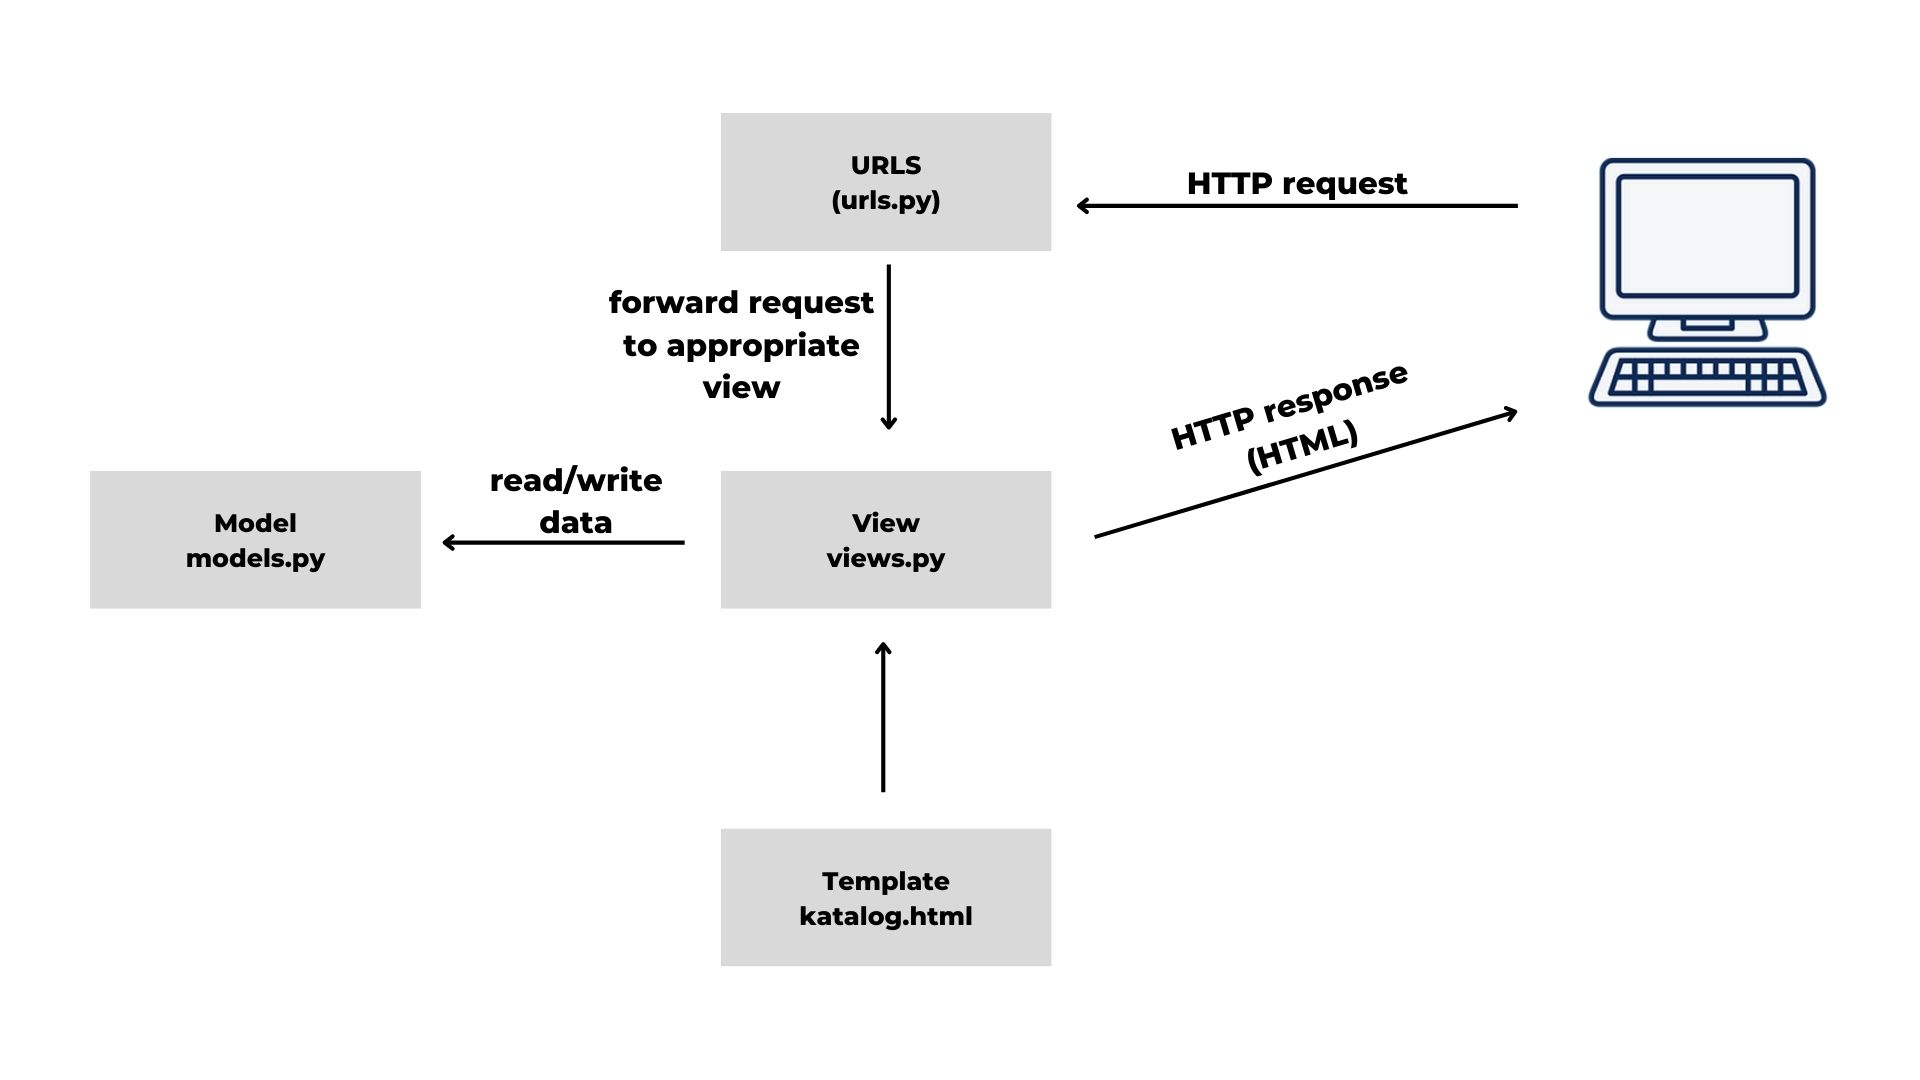 URLS
(urls.py)
HTTP request
forward request
to appropriate
view
HTTP response
(HTML)
read/write
data
Model
models.py
View
views.py
Template
katalog.html